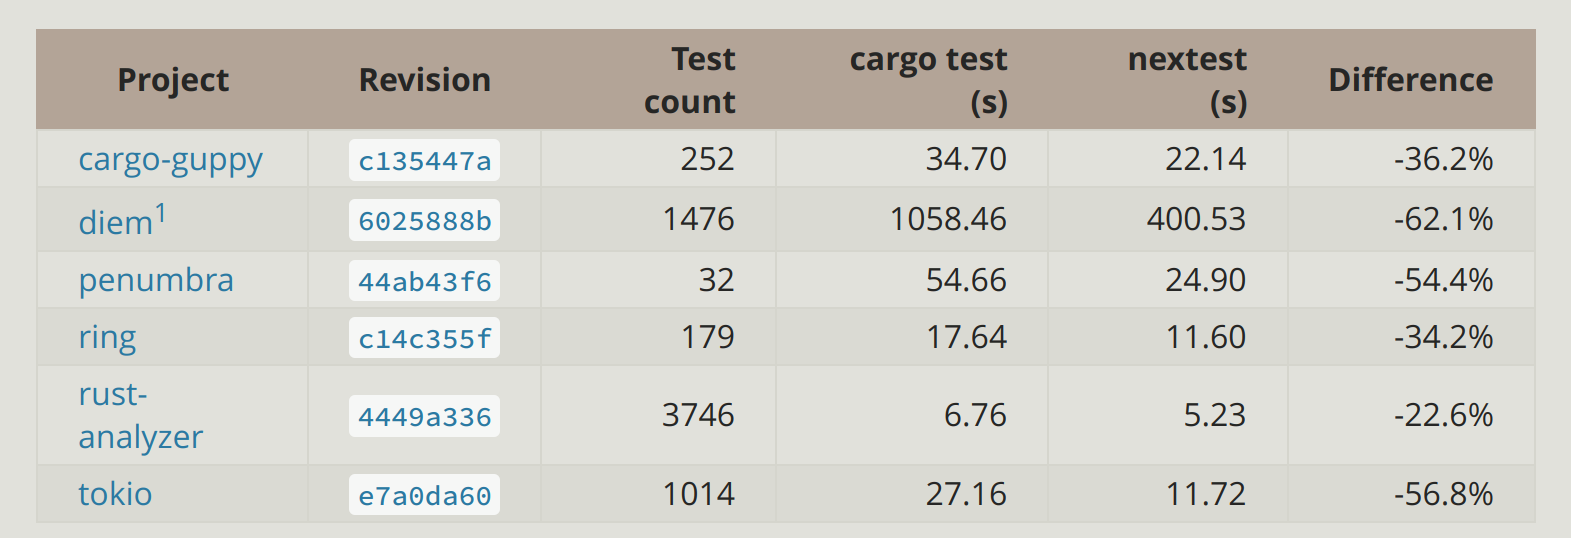 Project Revision Test count cargo test (s) nextest (s) Difference
cargo-guppy c135447a 252 34.70 22.14 -36.2%
diem1 6025888b 1476 1058.46 400.53 -62.1%
penumbra 44ab43f6 32 54.66 24.90 -54.4%
ring c14c355f 179 17.64 11.60 -34.2%
rust-analyzer 4449a336 3746 6.76 5.23 -22.6%
tokio e7a0da60 1014 27.16 11.72 -56.8%